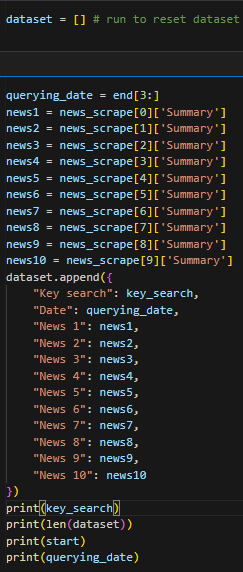 dataset = [] # run to reset dataset
querying_date = end[3:]
news1 = news_scrape[0]['Summary']
news2 = news_scrape[1]['Summary']
news3 = news_scrape[2]['Summary']
news4 = news_scrape[3]['Summary']
news5 = news_scrape[4]['Summary']
news6 = news_scrape[5]['Summary']
news7 = news_scrape[6]['Summary']
news8 = news_scrape[7]['Summary']
news9 = news_scrape[8]['Summary']
news10 = news_scrape[9]['Summary']
dataset.append({
    "Key search": key_search,
    "Date": querying_date,
    "News 1": news1,
    "News 2": news2,
    "News 3": news3,
    "News 4": news4,
    "News 5": news5,
    "News 6": news6,
    "News 7": news7,
    "News 8": news8,
    "News 9": news9,
    "News 10": news10
})
print(key_search)
print(len(dataset))
print(start)
print(querying_date)